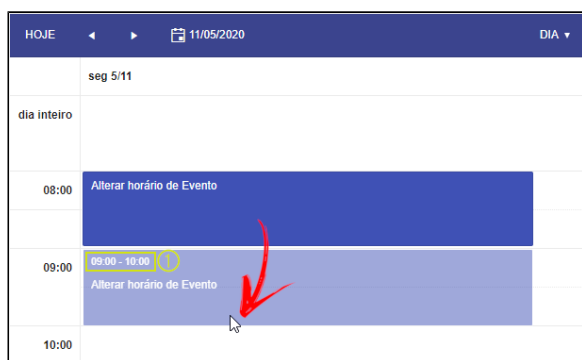 HOJE 11/05/2020 DIA
seg 5/11
dia inteiro
08:00 Alterar horário de Evento
09:00 - 10:00 1
09:00
Alterar horário de Evento
10:00